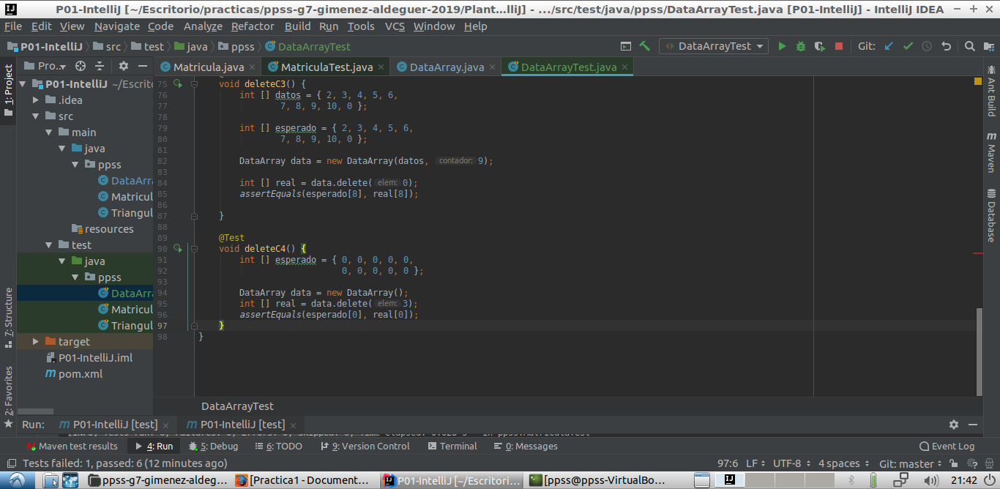 P01-IntelliJ [~/Escritorio/practicas/ppss-g7-gimenez-aldeguer-2019/Plant...lliJ] - .../src/test/java/ppss/DataArrayTest.java [P01-IntelliJ] - IntelliJ IDEA
File Edit View Navigate Code Analyze Refactor Build Run Tools VCS Window Help
P01-IntelliJ src test java ppss DataArrayTest
DataArrayTest Git:
Pro..
Matricula.java MatriculaTest.java DataArray.java DataArrayTest.java
1: Project
7: Structure
2: Favorites
P01-IntelliJ ~/Escrito
.idea
src
main
java
ppss
DataArra
Matricul
Triangul
resources
test
java
ppss
DataArra
Matricul
Triangul
target
P01-IntelliJ.iml
pom.xml
75 void deleteC3() {
76 int [] datos = { 2, 3, 4, 5, 6,
77 7, 8, 9, 10, 0 };
78
79 int [] esperado = { 2, 3, 4, 5, 6,
80 7, 8, 9, 10, 0 };
81
82 DataArray data = new DataArray(datos, contador: 9);
83
84 int [] real = data.delete( elem: 0);
85 assertEquals(esperado[8], real[8]);
86
87 }
88
89 @Test
90 void deleteC4() {
91 int [] esperado = { 0, 0, 0, 0, 0,
92 0, 0, 0, 0, 0 };
93
94 DataArray data = new DataArray();
95 int [] real = data.delete( elem: 3);
96 assertEquals(esperado[0], real[0]);
97 }
98 }
Ant Build
Maven
Database
DataArrayTest
Run: P01-IntelliJ [test] P01-IntelliJ [test]
Maven test results 4: Run 5: Debug 6: TODO 9: Version Control Terminal 0: Messages Event Log
Tests failed: 1, passed: 6 (12 minutes ago) 97:6 LF UTF-8 4 spaces Git: master
ppss-g7-gimenez-aldeg... [Practica1 - Document... P01-IntelliJ [~/Escritori... [ppss@ppss-VirtualBo... 21:42